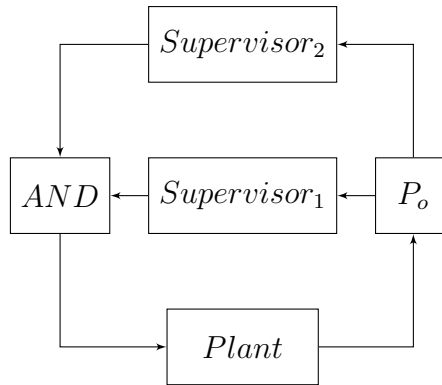 Supervisor₂
AND
Supervisor₁
Pₒ
Plant